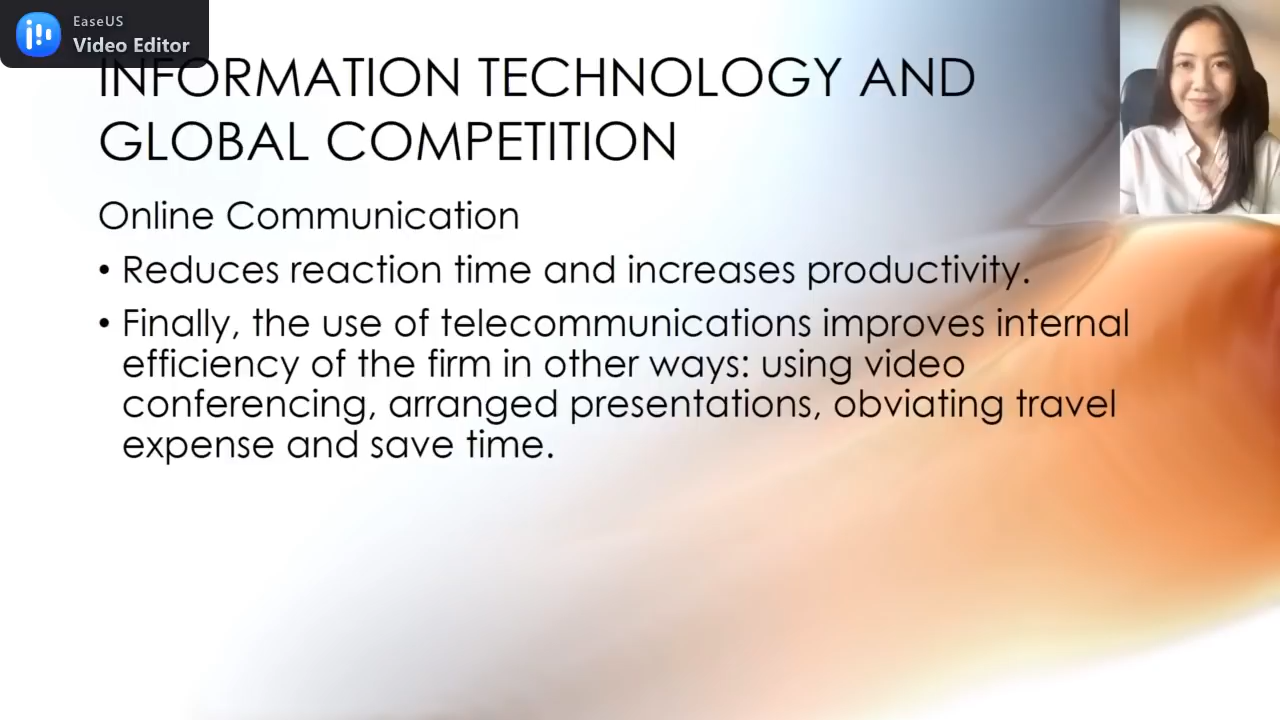 EaseUS
Video Editor
INFORMATION TECHNOLOGY AND
GLOBAL COMPETITION
Online Communication
• Reduces reaction time and increases productivity.
• Finally, the use of telecommunications improves internal
efficiency of the firm in other ways: using video
conferencing, arranged presentations, obviating travel
expense and save time.